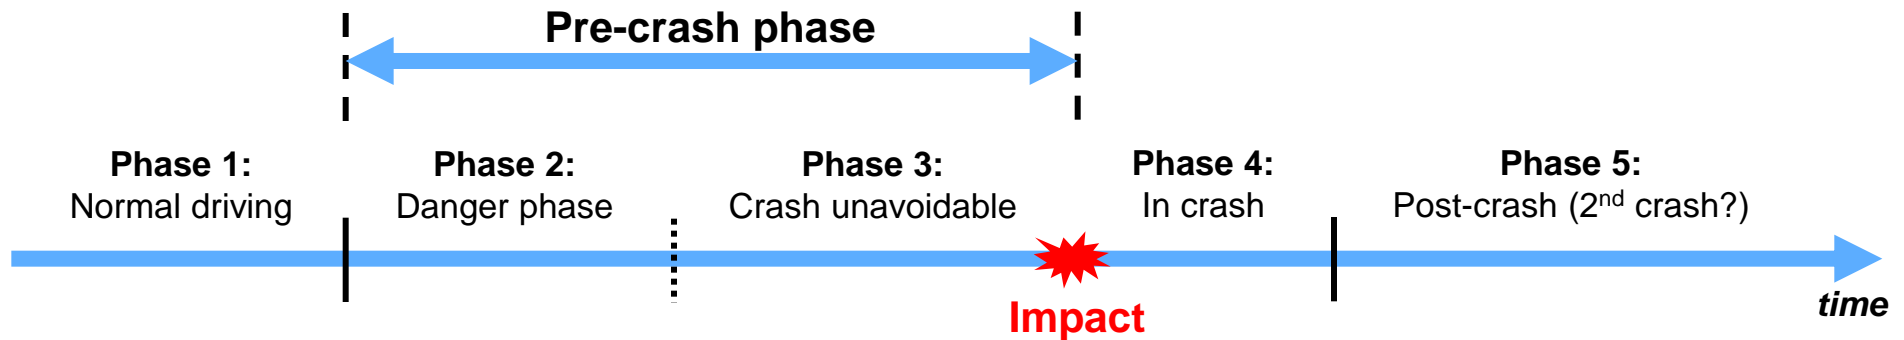 Pre-crash phase
Phase 1:
Normal driving
Phase 2:
Danger phase
Phase 3:
Crash unavoidable
Phase 4:
In crash
Phase 5:
Post-crash (2nd crash?)
Impact
time